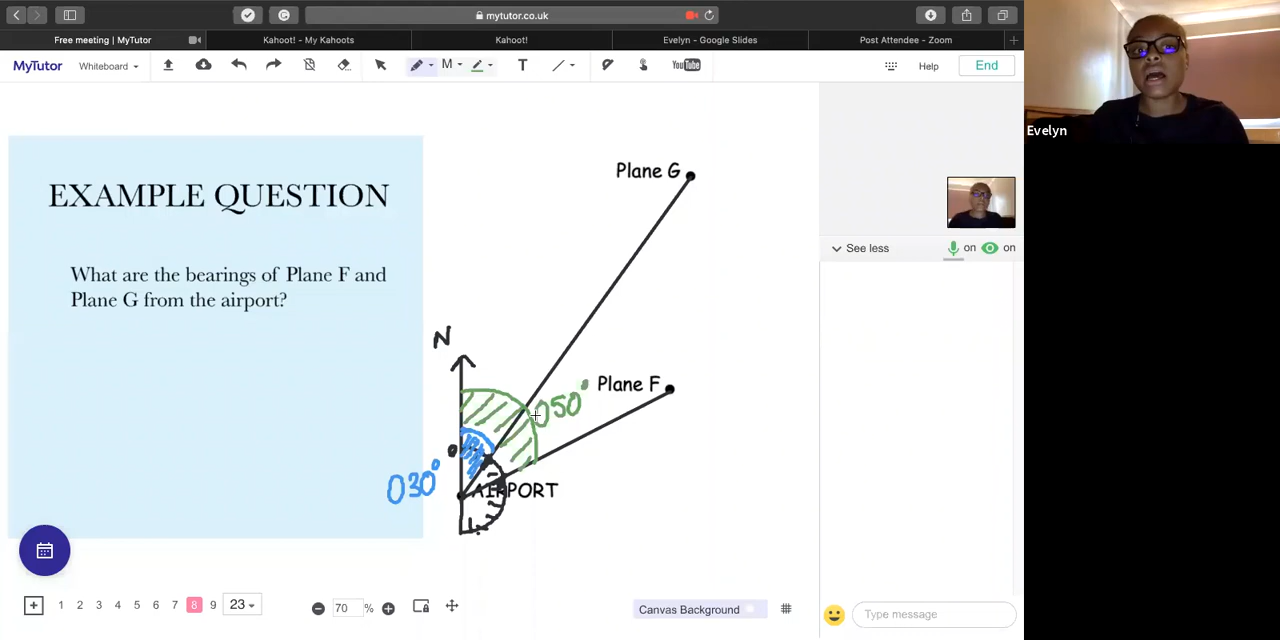 mytutor.co.uk
Free meeting | MyTutor
Kahoot! - My Kahoots
Kahoot!
Evelyn - Google Slides
Post Attendee - Zoom
MyTutor
Whiteboard
M
T
YouTube
Help
End
Evelyn
EXAMPLE QUESTION
What are the bearings of Plane F and
Plane G from the airport?
Plane G
N
Plane F
050°
0
030°
AIRPORT
See less
on
on
1 2 3 4 5 6 7 8 9 23
70 %
Canvas Background
Type message